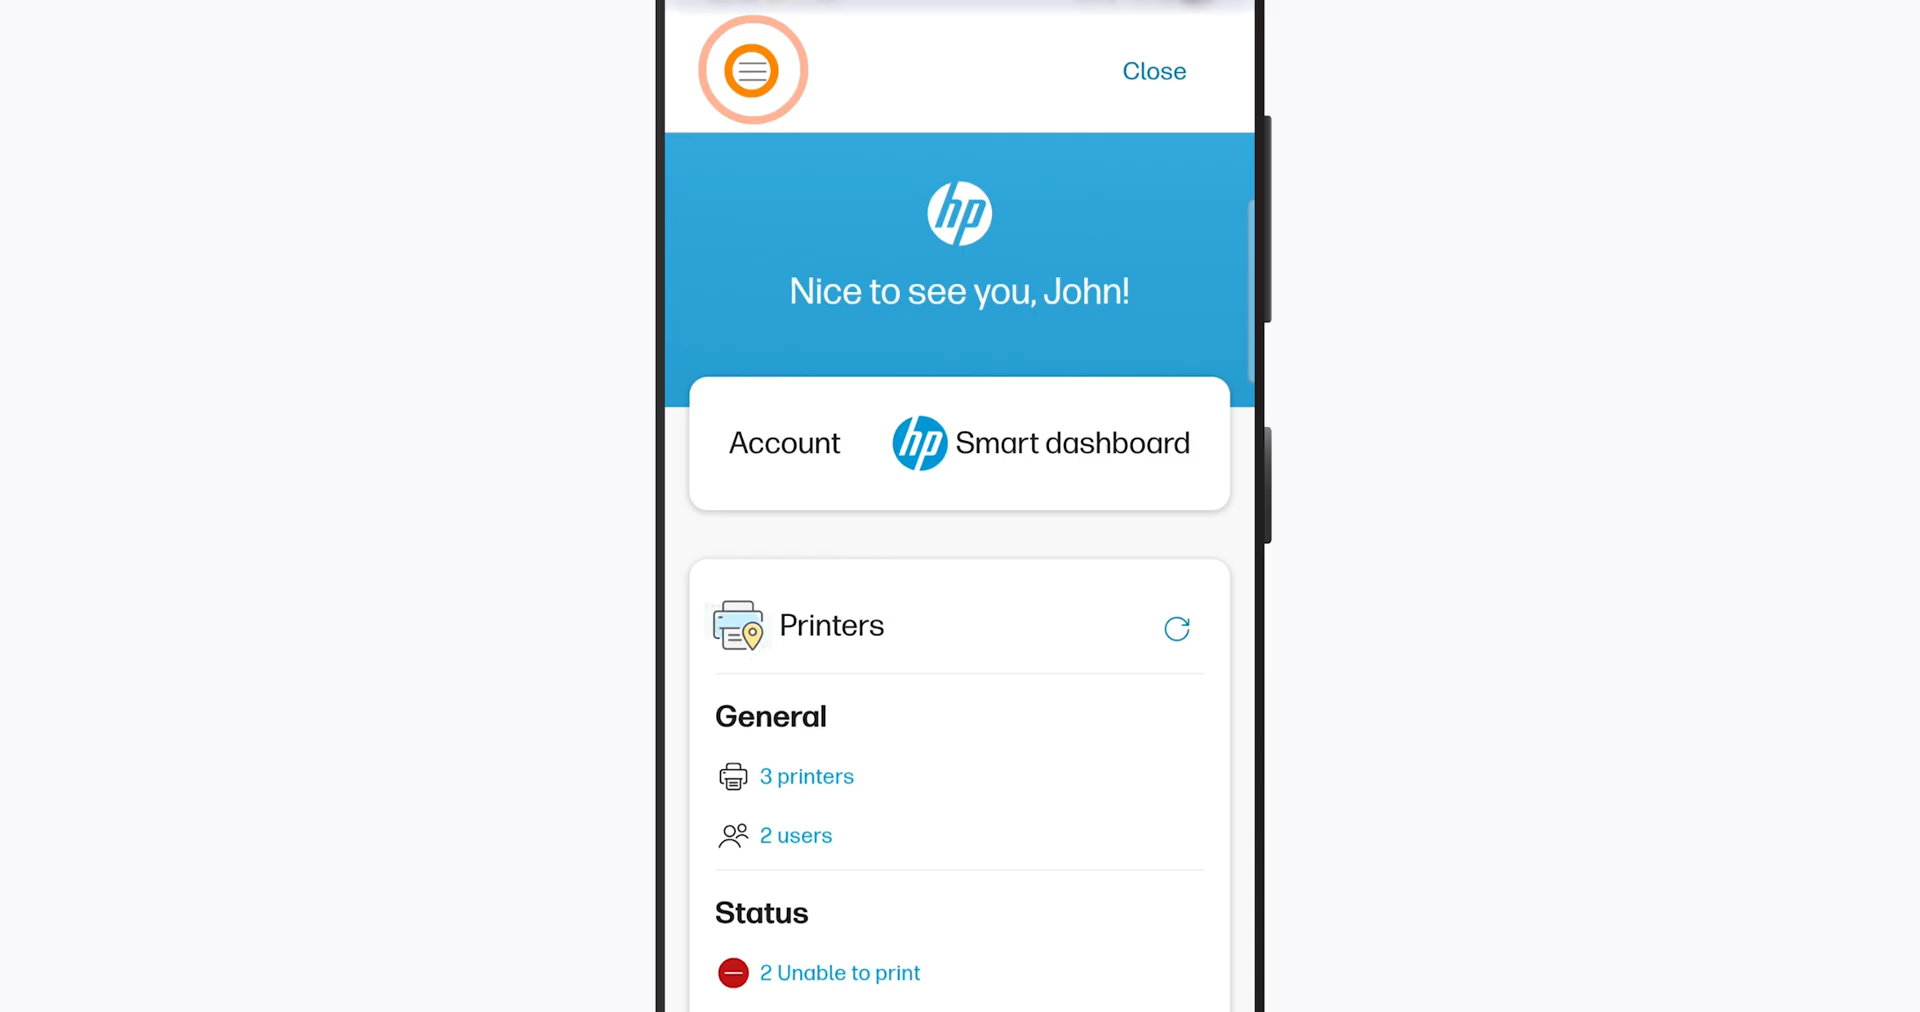 Close
hp
Nice to see you, John!
Account
hp Smart dashboard
Printers
General
3 printers
2 users
Status
2 Unable to print